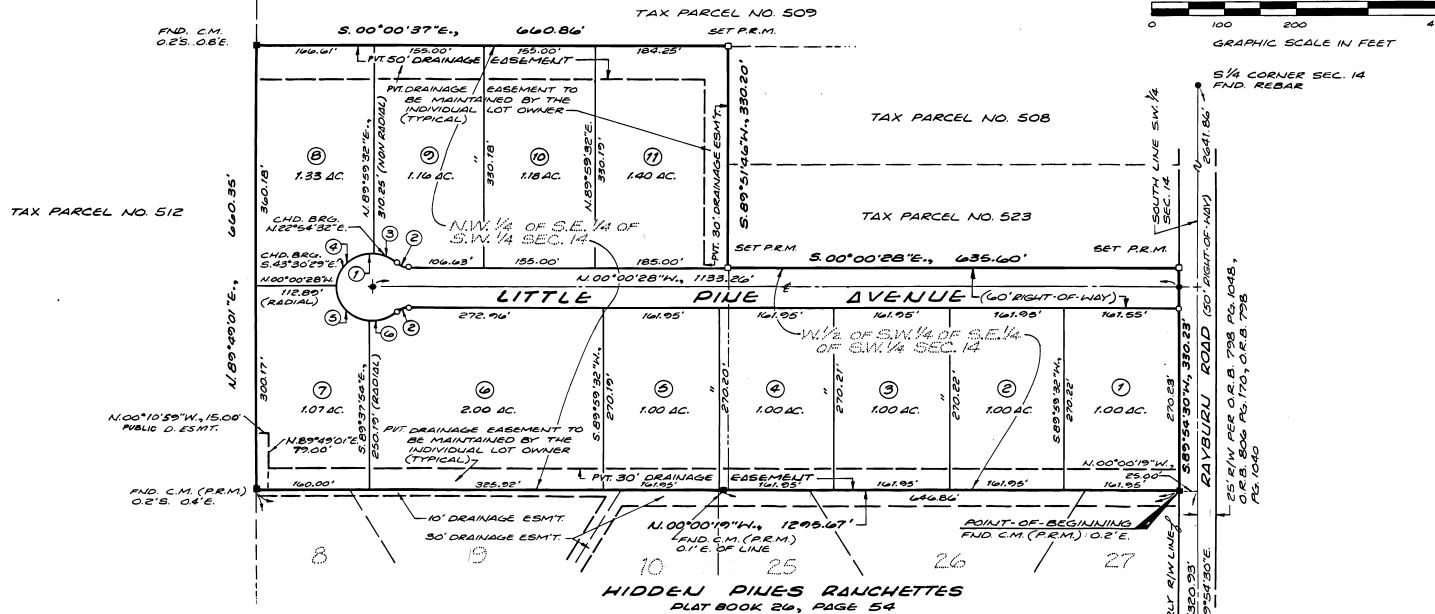 TAX PARCEL NO. 509
0 100 200
GRAPHIC SCALE IN FEET
FND. C.M.
0.2'S. 0.8'E.
S. 00°00'37"E., 660.86'
SET P.R.M.
166.61' 155.00' 155.00' 184.25'
PVT. 50' DRAINAGE EASEMENT
S 1/4 CORNER SEC. 14
FND. REBAR
PVT. DRAINAGE EASEMENT TO
BE MAINTAINED BY THE
INDIVIDUAL LOT OWNER
(TYPICAL)
TAX PARCEL NO. 508
S.89°51'46"W., 330.20'
PVT. 30' DRAINAGE ESM'T.
SOUTH LINE SW. 1/4
SEC. 14
2641.86'
8
1.33 AC.
9
1.16 AC.
10
1.18 AC.
11
1.40 AC.
N.89°59'32"E.,
310.25' (NON RADIAL)
"
330.18'
N.89°59'32"E.
330.19'
360.18'
N.89°49'01"E., 660.35'
TAX PARCEL NO. 512
TAX PARCEL NO. 523
N.W. 1/4 OF S.E. 1/4 OF
S.W. 1/4 SEC. 14
CHD. BRG.
N.22°54'32"E.
CHD. BRG.
S.43°30'29"E.
N.00°00'28"W.
112.89'
(RADIAL)
1 2 3 4 5 6 2
106.63' 155.00' 185.00'
SET P.R.M.
S.00°00'28"E., 635.60'
SET P.R.M.
N.00°00'28"W., 1133.26'
LITTLE PINE AVENUE (60' RIGHT-OF-WAY)
272.96' 161.95' 161.95' 161.95' 161.95' 161.55'
W. 1/2 OF S.W. 1/4 OF S.E. 1/4
OF S.W. 1/4 SEC. 14
300.17'
7
1.07 AC.
S.89°37'54"E.,
250.19' (RADIAL)
6
2.00 AC.
S.89°59'32"W.,
270.19'
5
1.00 AC.
"
270.20'
4
1.00 AC.
"
270.21'
3
1.00 AC.
"
270.22'
2
1.00 AC.
S.89°59'32"W.,
270.22'
1
1.00 AC.
270.23'
S.89°54'30"W., 330.23'
RAYBURN ROAD (50' RIGHT-OF-WAY)
25' R/W PER O.R.B. 798 PG. 1048,
O.R.B. 806 PG. 170, O.R.B. 798
PG. 1040
N.00°10'59"W., 15.00'
PUBLIC D. ESMT.
N.89°49'01"E.
79.00'
PVT. DRAINAGE EASEMENT TO
BE MAINTAINED BY THE
INDIVIDUAL LOT OWNER
(TYPICAL)
N.00°00'19"W.,
25.00'
PVT. 30' DRAINAGE EASEMENT
FND. C.M. (P.R.M.)
0.2'S. 0.4'E.
160.00' 325.92' 161.95' 161.95' 161.95' 161.95' 161.95'
646.86'
10' DRAINAGE ESM'T.
30' DRAINAGE ESM'T.
N.00°00'19"W., 1295.67'
FND. C.M. (P.R.M.)
0.1' E. OF LINE
POINT-OF-BEGINNING
FND. C.M. (P.R.M.) : 0.2'E.
8 19 10 25 26 27
HIDDEN PINES RANCHETTES
PLAT BOOK 26, PAGE 54
RLY R/W LINE
320.93'
9°54'30"E.